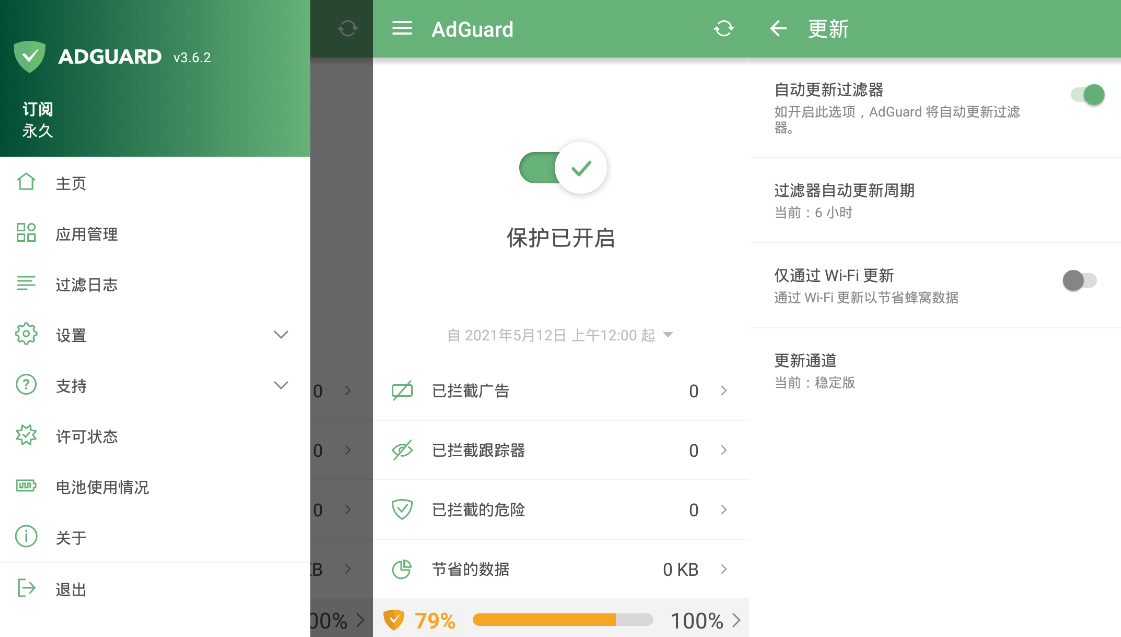 ADGUARD v3.6.2
订阅
永久
主页
应用管理
过滤日志
设置
支持
许可状态
电池使用情况
关于
退出
0
0
0
KB
00%
AdGuard
保护已开启
自 2021年5月12日 上午12:00 起
已拦截广告 0
已拦截跟踪器 0
已拦截的危险 0
节省的数据 0 KB
79% 100%
更新
自动更新过滤器
如开启此选项，AdGuard 将自动更新过滤
器。
过滤器自动更新周期
当前：6 小时
仅通过 Wi-Fi 更新
通过 Wi-Fi 更新以节省蜂窝数据
更新通道
当前：稳定版